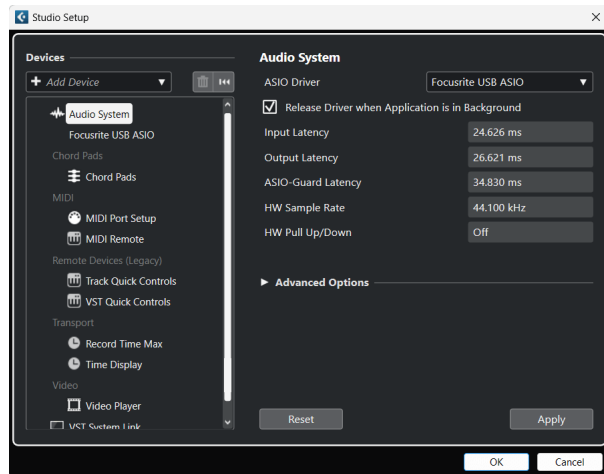 Studio Setup
Devices
Add Device
Audio System
Focusrite USB ASIO
Chord Pads
Chord Pads
MIDI
MIDI Port Setup
MIDI Remote
Remote Devices (Legacy)
Track Quick Controls
VST Quick Controls
Transport
Record Time Max
Time Display
Video
Video Player
VST System Link
Audio System
ASIO Driver Focusrite USB ASIO
Release Driver when Application is in Background
Input Latency 24.626 ms
Output Latency 26.621 ms
ASIO-Guard Latency 34.830 ms
HW Sample Rate 44.100 kHz
HW Pull Up/Down Off
Advanced Options
Reset Apply
OK Cancel